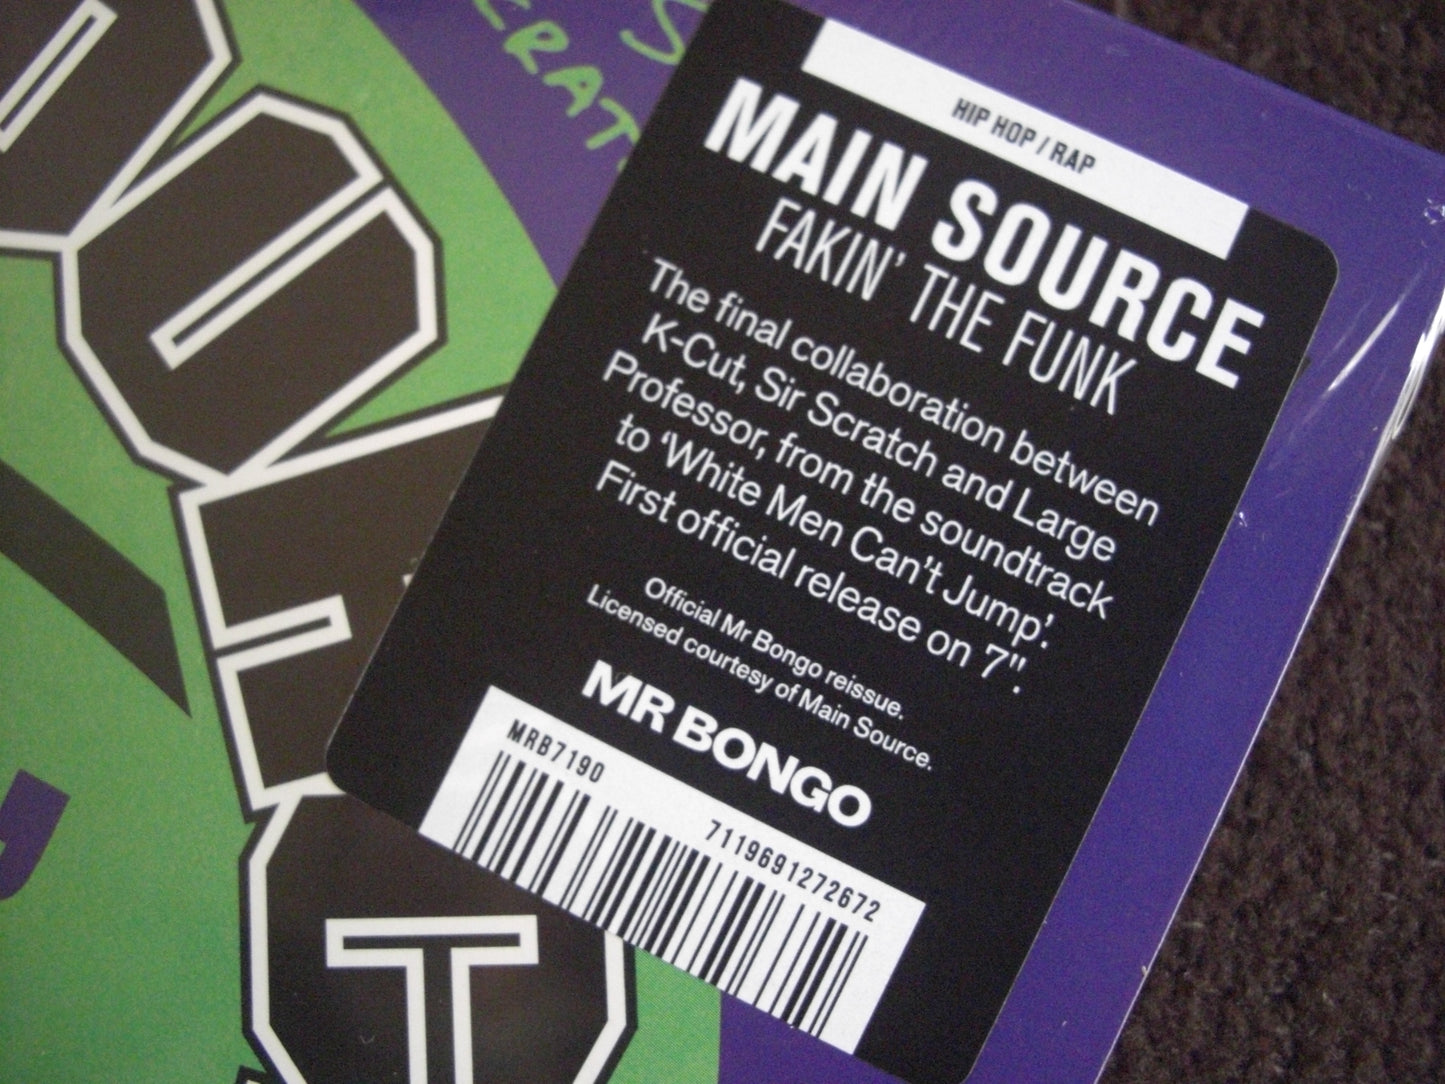 HIP HOP / RAP
MAIN SOURCE
FAKIN' THE FUNK
The final collaboration between
K-Cut, Sir Scratch and Large
Professor, from the soundtrack
to 'White Men Can't Jump'.
First official release on 7".
Official Mr Bongo reissue.
Licensed courtesy of Main Source.
MR BONGO
MRB7190
7119691272672